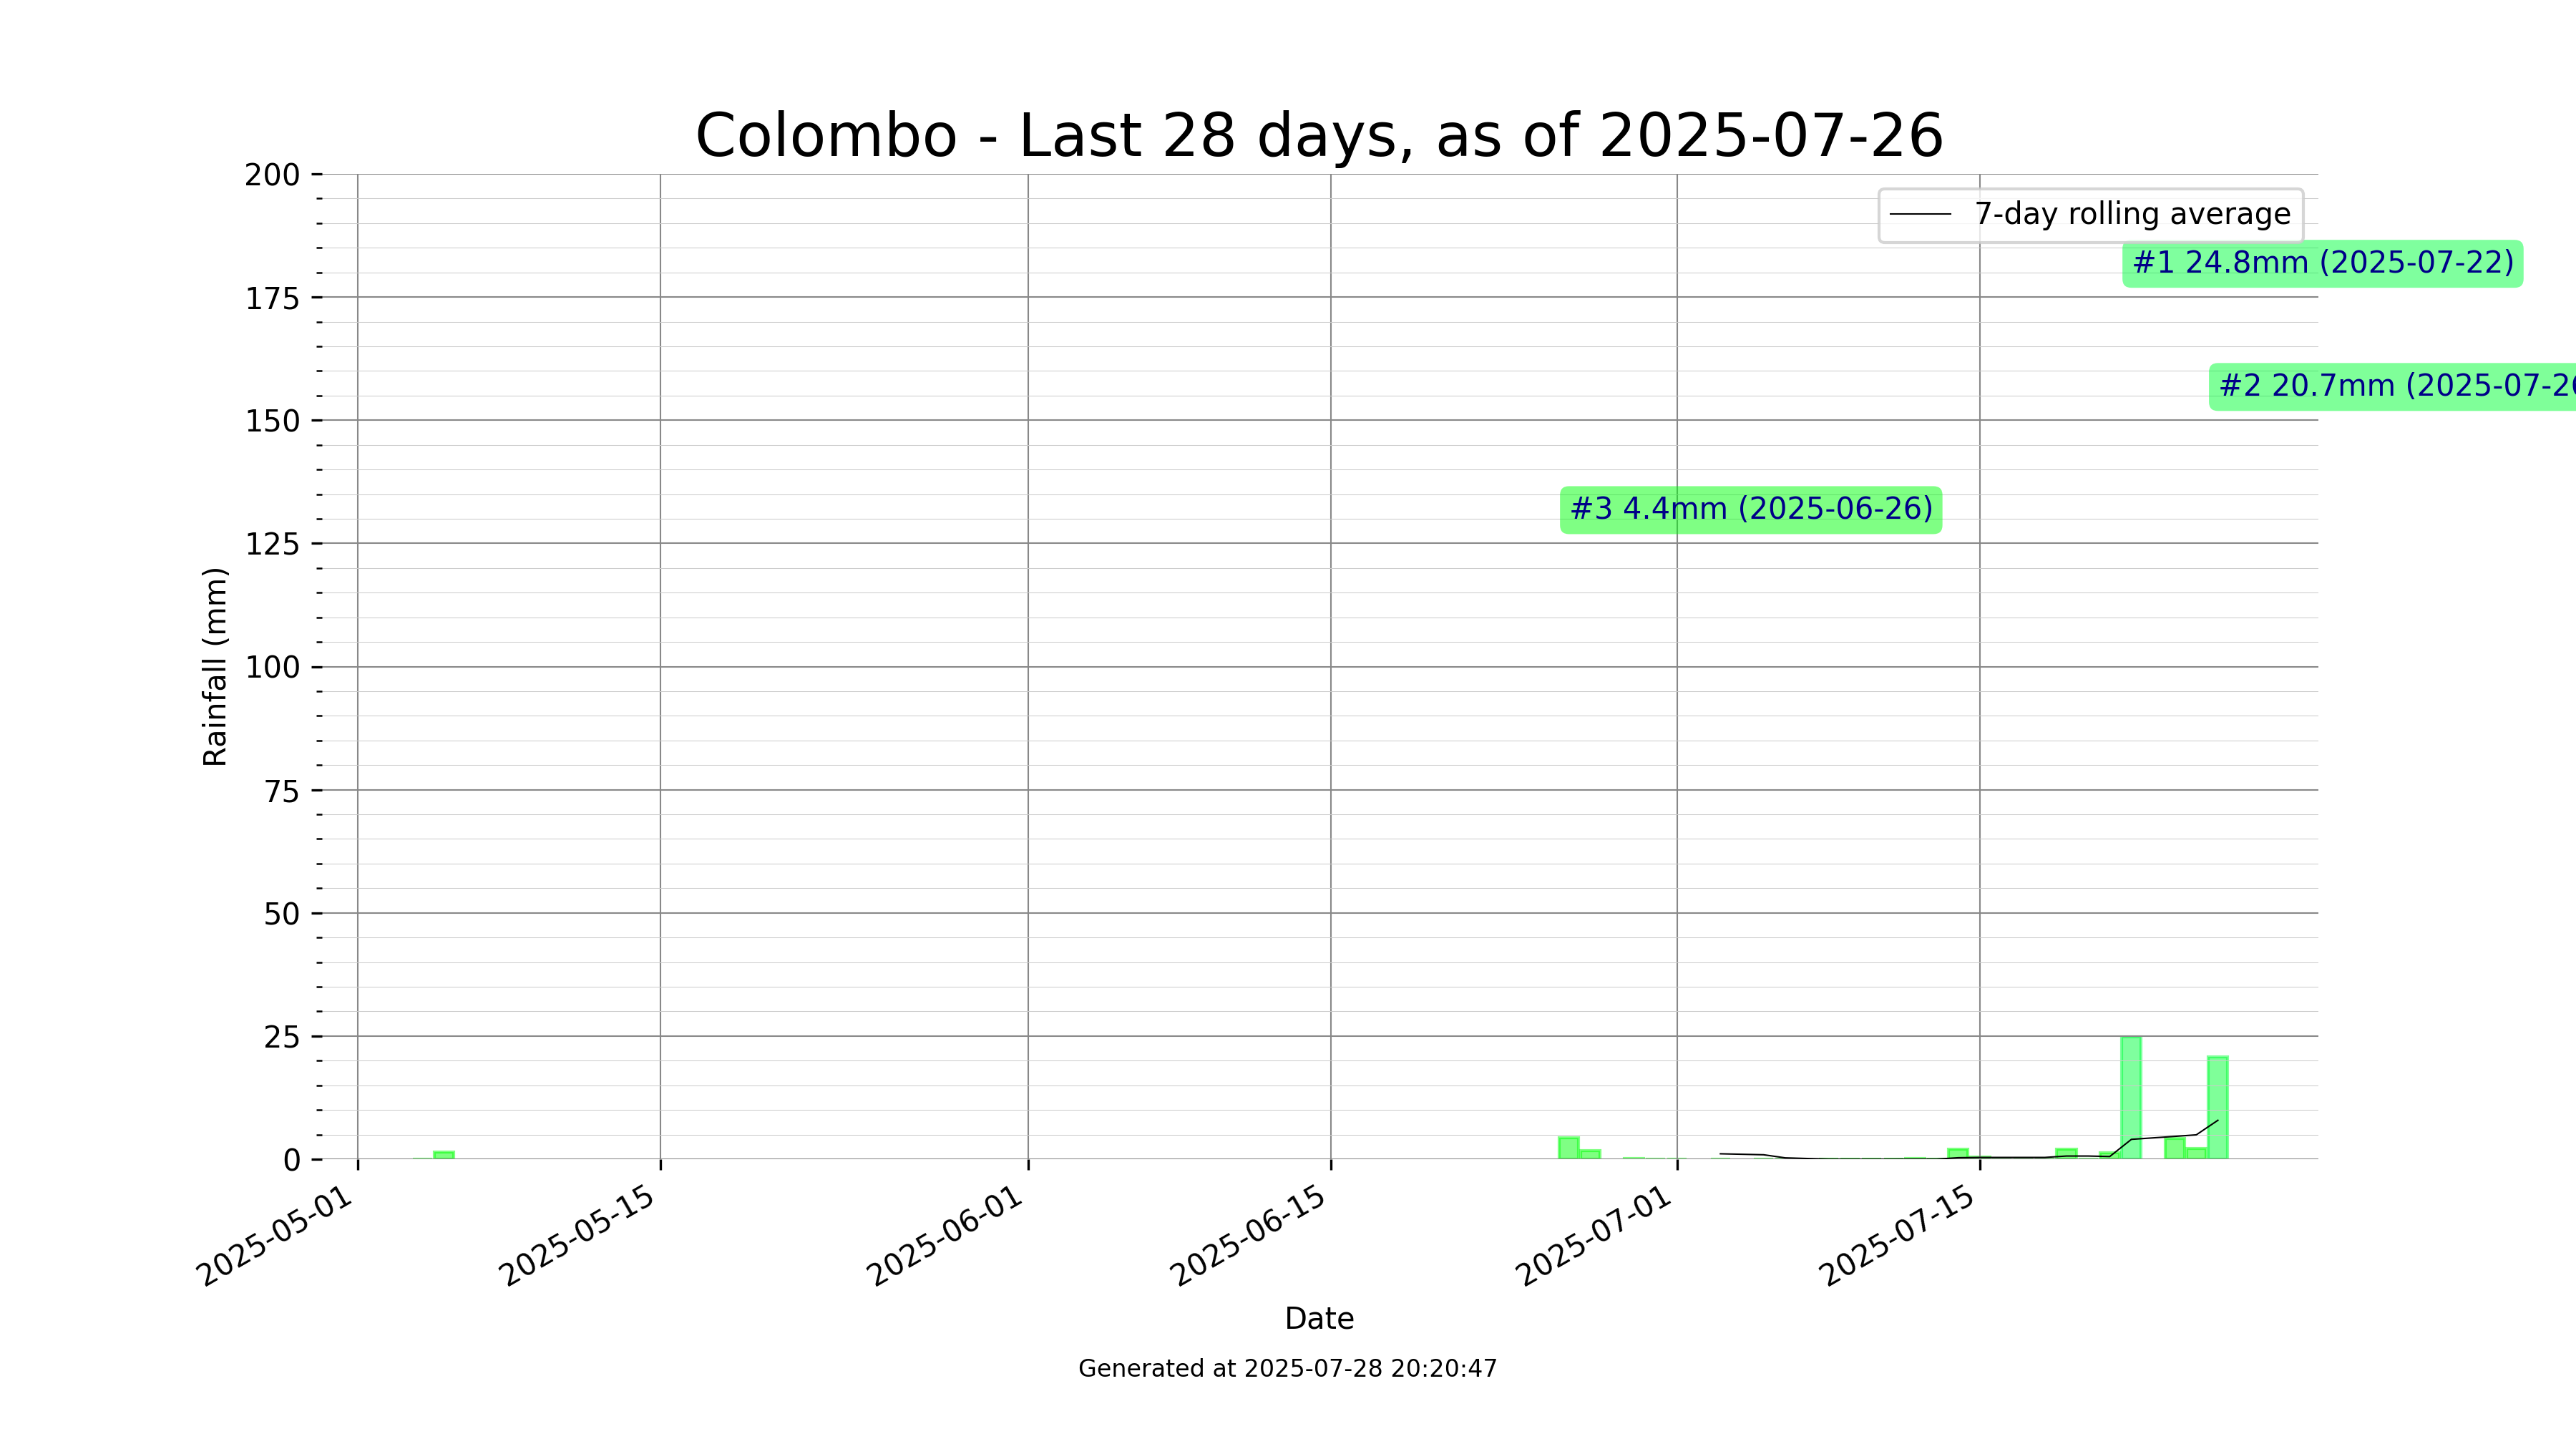 Colombo - Last 28 days, as of 2025-07-26
200
175
150
125
100
75
50
25
0
Rainfall (mm)
7-day rolling average
#1 24.8mm (2025-07-22)
#2 20.7mm (2025-07-26
#3 4.4mm (2025-06-26)
2025-05-01
2025-05-15
2025-06-01
2025-06-15
2025-07-01
2025-07-15
Date
Generated at 2025-07-28 20:20:47